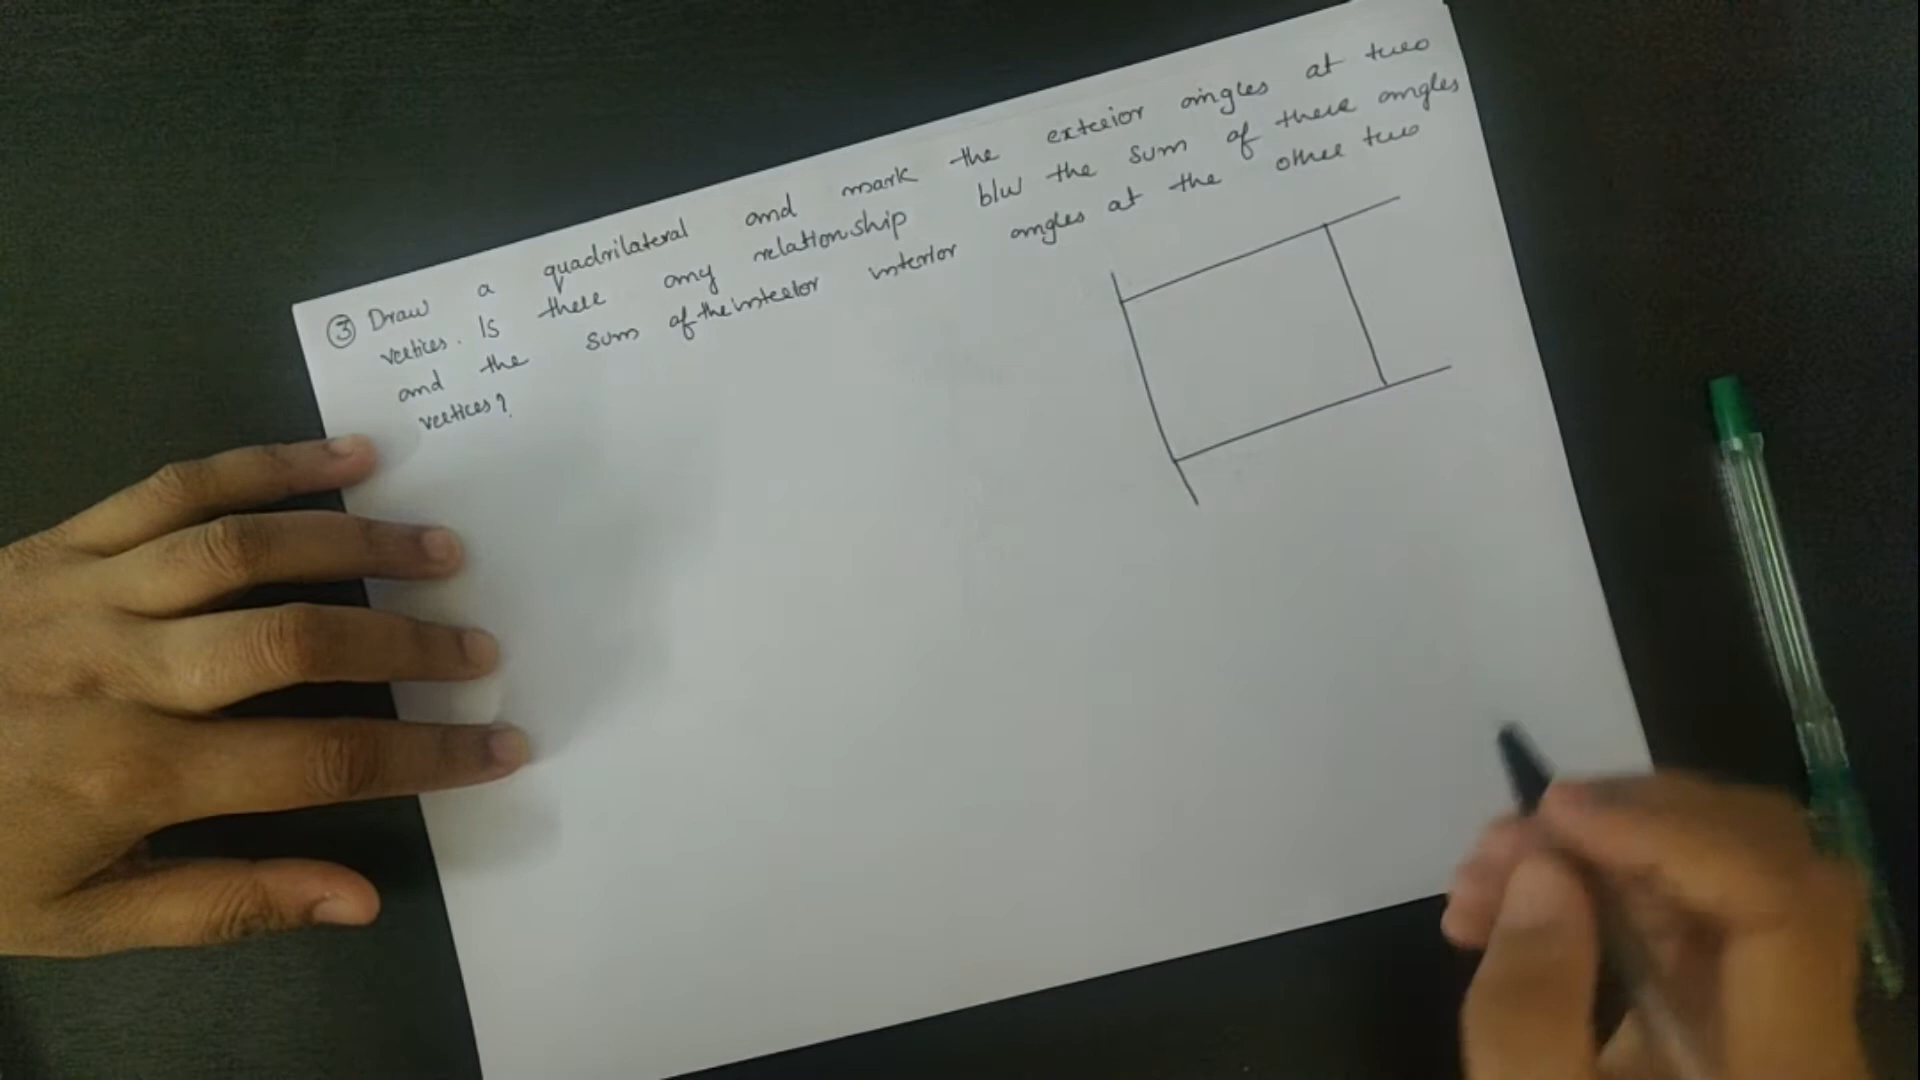 ③ Draw a quadrilateral and mark the exterior angles at two
vertices. Is there any relationship b/w the sum of these angles
and the sum of the interior interior angles at the other two
vertices?